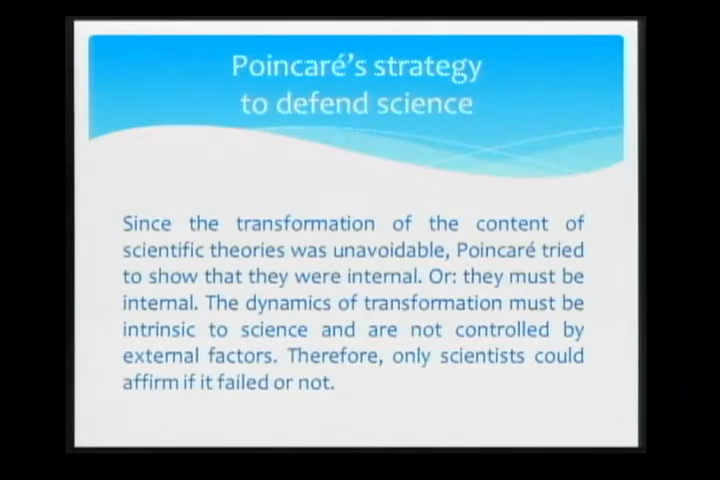 Poincaré's strategy
to defend science
Since the transformation of the content of
scientific theories was unavoidable, Poincaré tried
to show that they were internal. Or: they must be
internal. The dynamics of transformation must be
intrinsic to science and are not controlled by
external factors. Therefore, only scientists could
affirm if it failed or not.